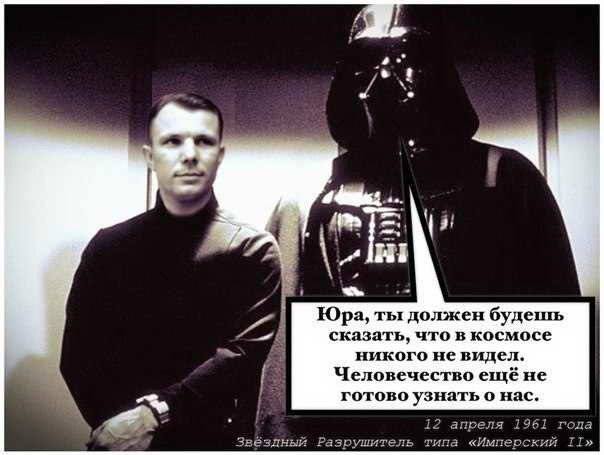 Юра, ты должен будешь
сказать, что в космосе
никого не видел.
Человечество ещё не
готово узнать о нас.
12 апреля 1961 года
Звёздный Разрушитель типа «Имперский II»